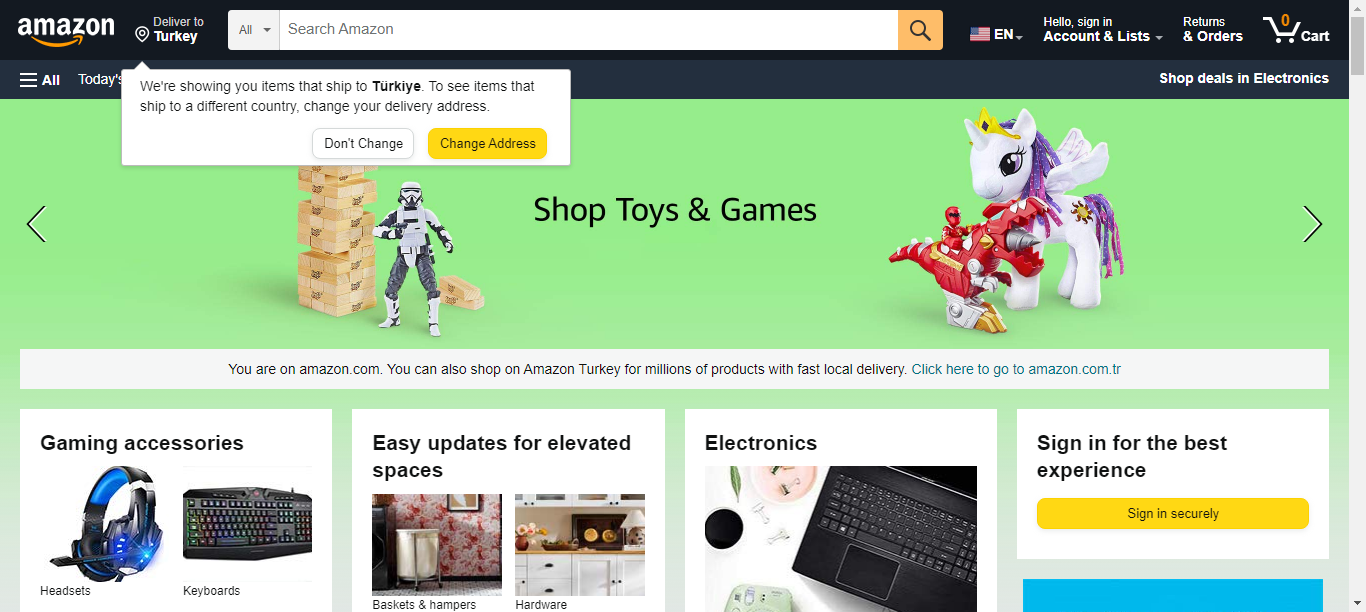 amazon
Deliver to
Turkey
All
Search Amazon
EN
Hello, sign in
Account & Lists
Returns
& Orders
0
Cart
All
Today's
Shop deals in Electronics
We're showing you items that ship to Türkiye. To see items that
ship to a different country, change your delivery address.
Don't Change
Change Address
Shop Toys & Games
You are on amazon.com. You can also shop on Amazon Turkey for millions of products with fast local delivery. Click here to go to amazon.com.tr
Gaming accessories
Headsets
Keyboards
Easy updates for elevated
spaces
Baskets & hampers
Hardware
Electronics
Sign in for the best
experience
Sign in securely